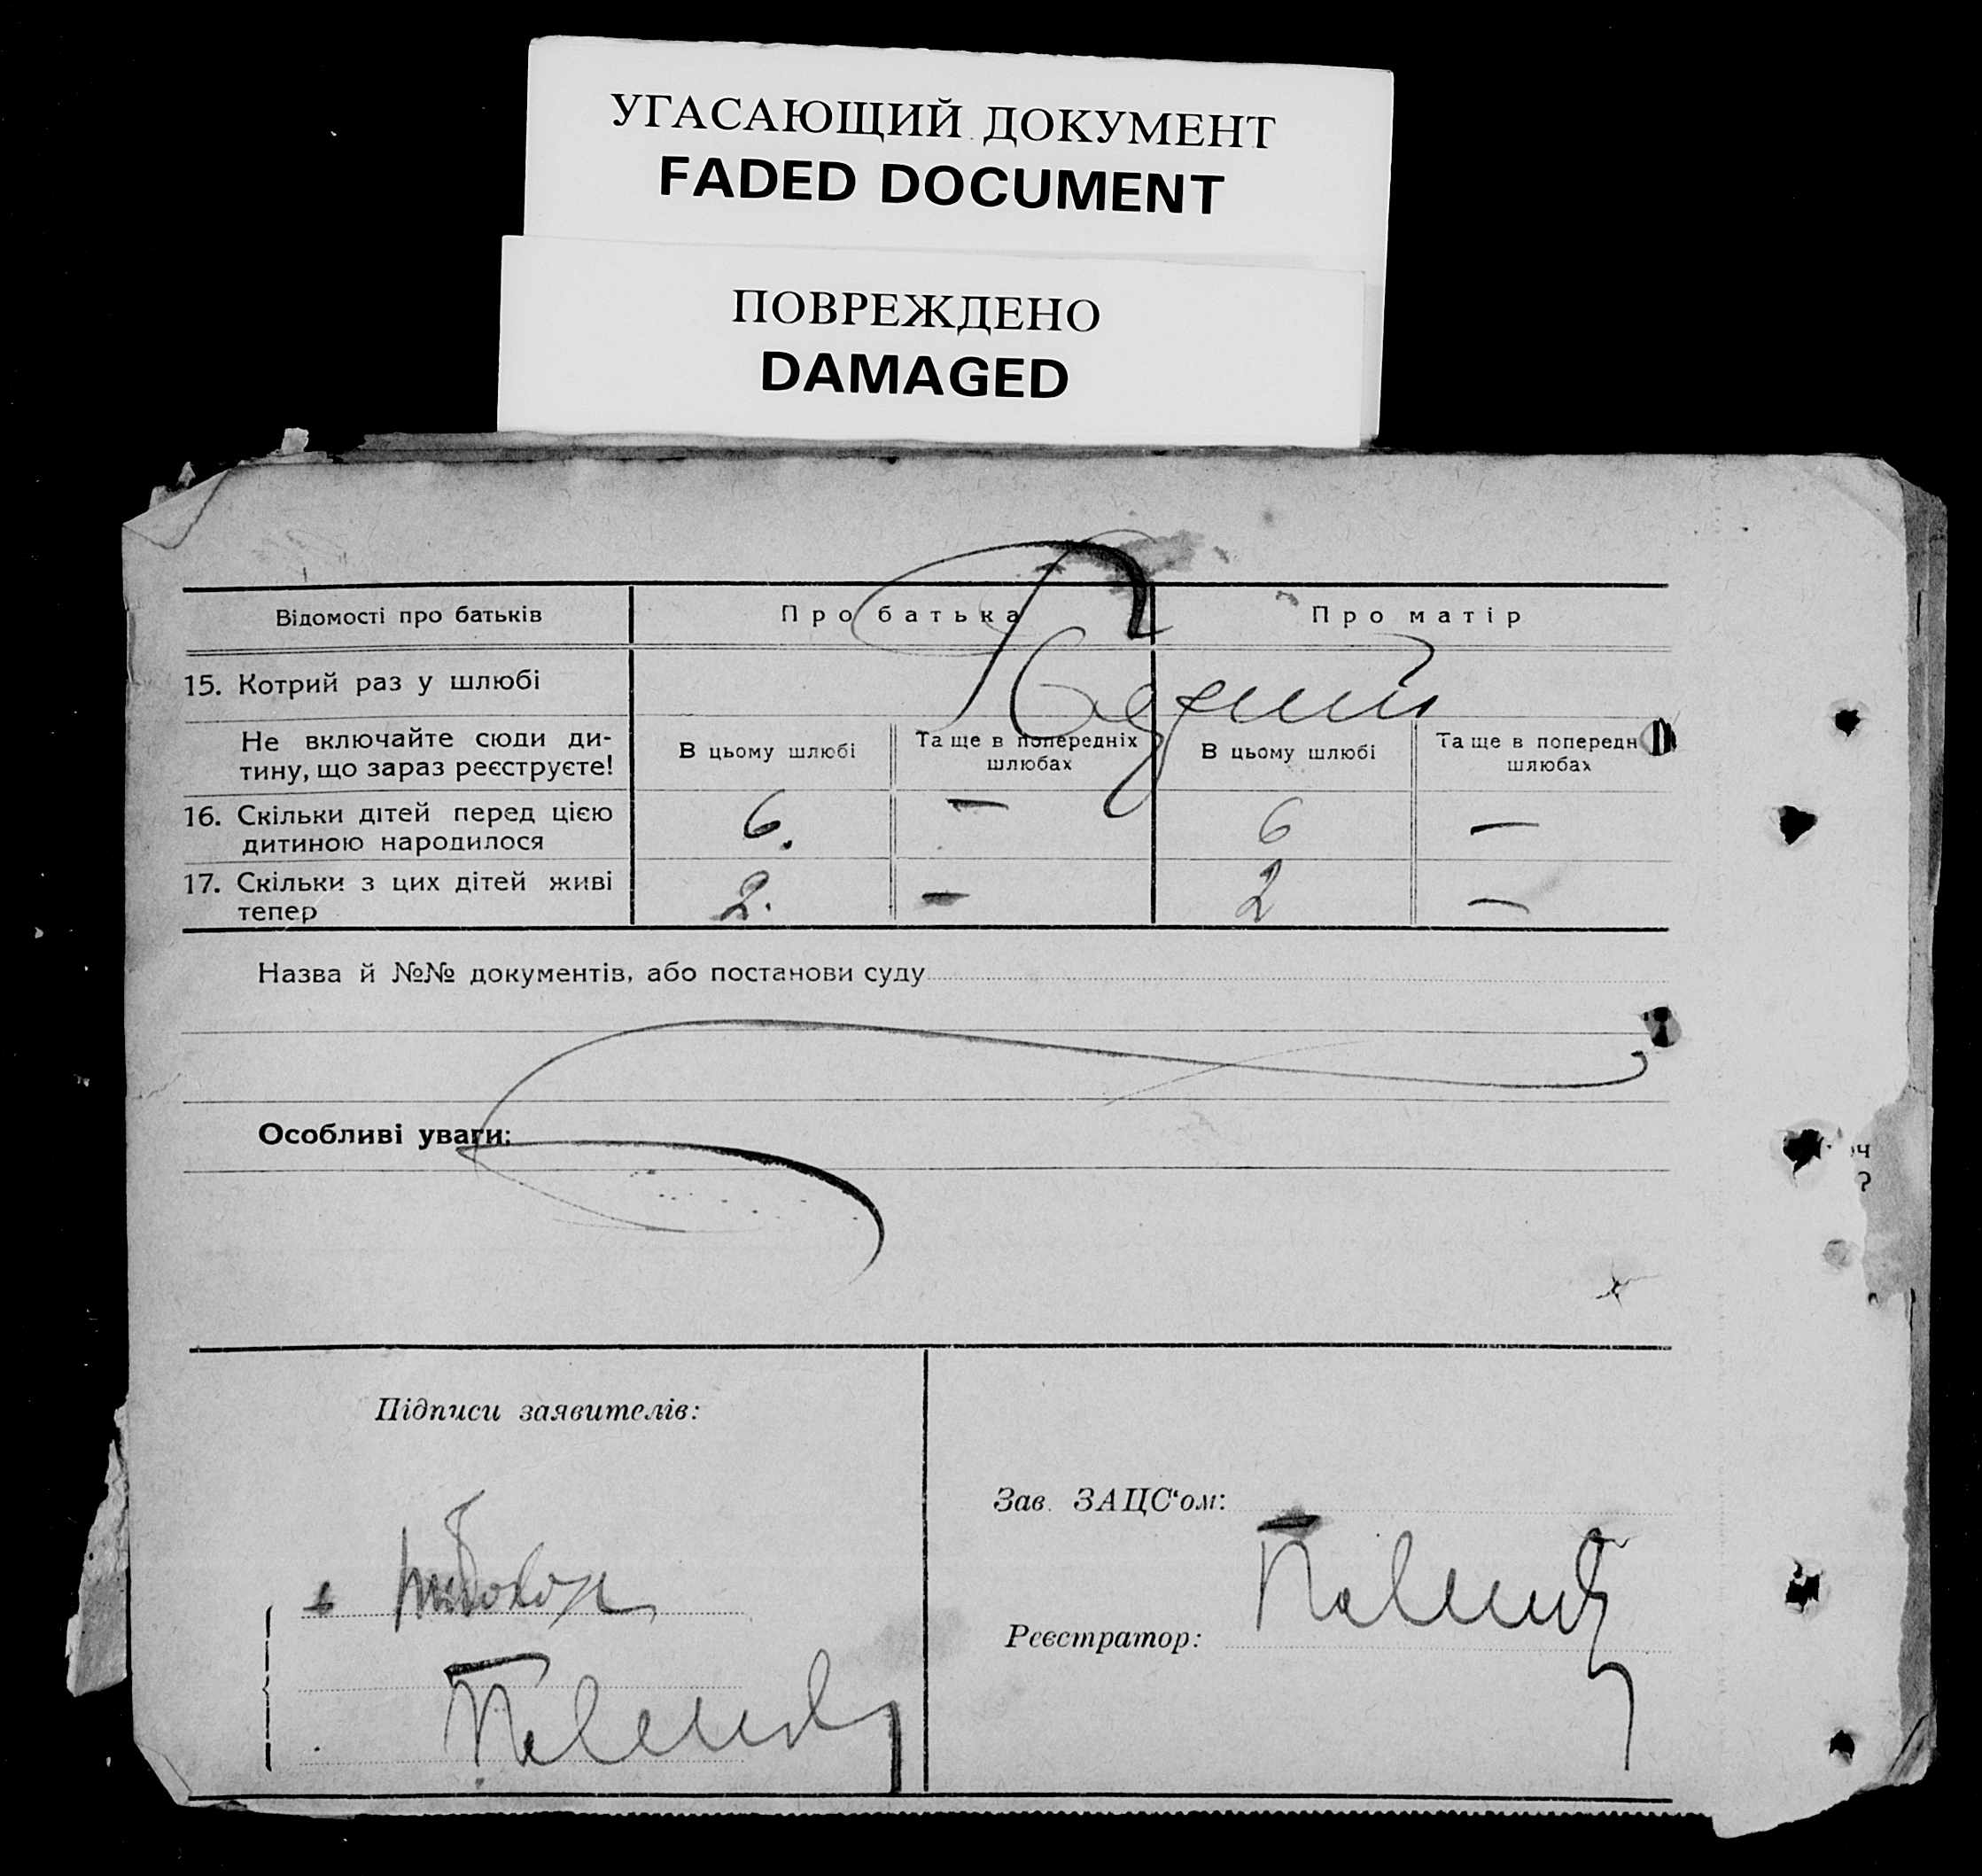 УГАСАЮЩИЙ ДОКУМЕНТ
FADED DOCUMENT
ПОВРЕЖДЕНО
DAMAGED
Відомості про батьків
Про батька
Про матір
15. Котрий раз у шлюбі
Не включайте сюди ди-
тину, що зараз реєструєте!
В цьому шлюбі
Та ще в попередніх
шлюбах
В цьому шлюбі
Та ще в попередн
шлюбах
16. Скільки дітей перед цією
дитиною народилося
6.
—
6
—
17. Скільки з цих дітей живі
тепер
2.
—
2
—
Назва й №№ документів, або постанови суду
Особливі уваги:
Підписи заявителів:
Зав. ЗАЦС‘ом:
Реєстратор: